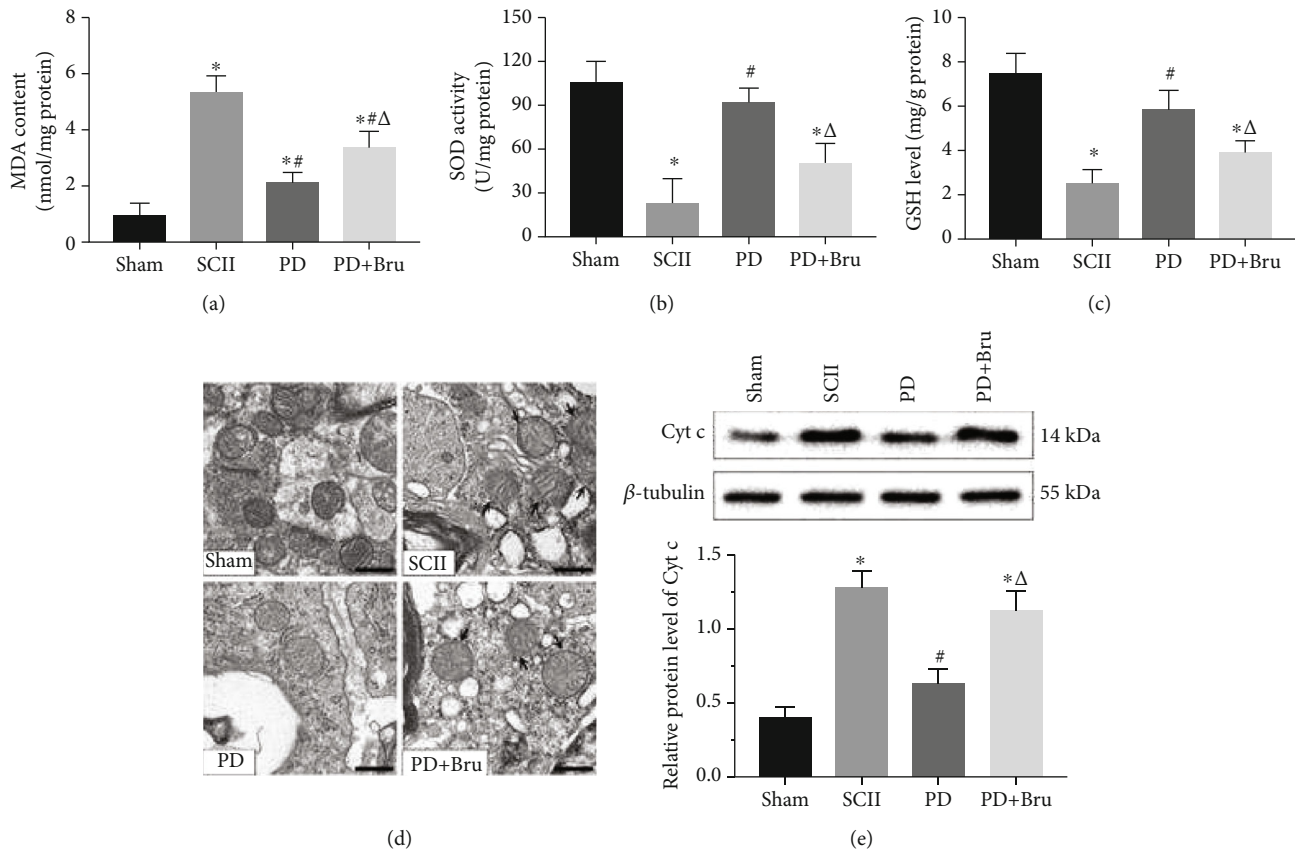 MDA content
(nmol/mg protein)
8
6
4
2
0
*
*#
*#Δ
Sham
SCII
PD
PD+Bru
(a)
SOD activity
(U/mg protein)
150
120
90
60
30
0
*
#
*Δ
Sham
SCII
PD
PD+Bru
(b)
GSH level (mg/g protein)
10
8
6
4
2
0
*
#
*Δ
Sham
SCII
PD
PD+Bru
(c)
Sham
SCII
PD
PD+Bru
(d)
Sham
SCII
PD
PD+Bru
Cyt c
14 kDa
β-tubulin
55 kDa
Relative protein level of Cyt c
1.5
1.0
0.5
0.0
*
#
*Δ
Sham
SCII
PD
PD+Bru
(e)